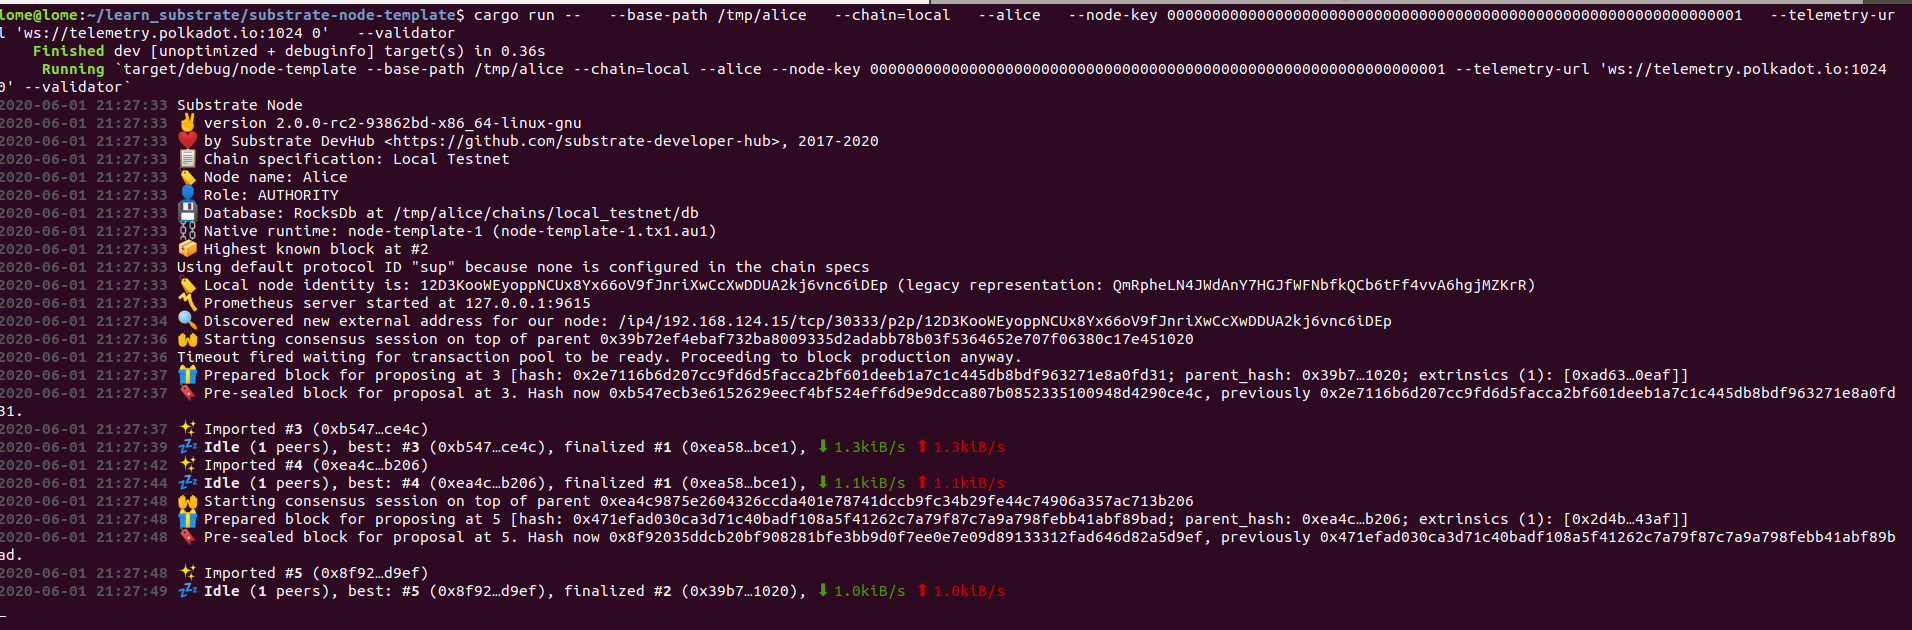 lome@lome:~/learn_substrate/substrate-node-template$ cargo run -- --base-path /tmp/alice --chain=local --alice --node-key 0000000000000000000000000000000000000000000000000000000000000001 --telemetry-ur
l 'ws://telemetry.polkadot.io:1024 0' --validator
Finished dev [unoptimized + debuginfo] target(s) in 0.36s
Running `target/debug/node-template --base-path /tmp/alice --chain=local --alice --node-key 0000000000000000000000000000000000000000000000000000000000000001 --telemetry-url 'ws://telemetry.polkadot.io:1024
0' --validator`
2020-06-01 21:27:33 Substrate Node
2020-06-01 21:27:33 ✌️ version 2.0.0-rc2-93862bd-x86_64-linux-gnu
2020-06-01 21:27:33 ❤️ by Substrate DevHub <https://github.com/substrate-developer-hub>, 2017-2020
2020-06-01 21:27:33 📋 Chain specification: Local Testnet
2020-06-01 21:27:33 🏷 Node name: Alice
2020-06-01 21:27:33 👤 Role: AUTHORITY
2020-06-01 21:27:33 💾 Database: RocksDb at /tmp/alice/chains/local_testnet/db
2020-06-01 21:27:33 ⛓ Native runtime: node-template-1 (node-template-1.tx1.au1)
2020-06-01 21:27:33 📦 Highest known block at #2
2020-06-01 21:27:33 Using default protocol ID "sup" because none is configured in the chain specs
2020-06-01 21:27:33 🏷 Local node identity is: 12D3KooWEyoppNCUx8Yx66oV9fJnriXwCcXwDDUA2kj6vnc6iDEp (legacy representation: QmRpheLN4JWdAnY7HGJfWFNbfkQCb6tFf4vvA6hgjMZKrR)
2020-06-01 21:27:33 〽️ Prometheus server started at 127.0.0.1:9615
2020-06-01 21:27:34 🔍 Discovered new external address for our node: /ip4/192.168.124.15/tcp/30333/p2p/12D3KooWEyoppNCUx8Yx66oV9fJnriXwCcXwDDUA2kj6vnc6iDEp
2020-06-01 21:27:36 🙌 Starting consensus session on top of parent 0x39b72ef4ebaf732ba8009335d2adabb78b03f5364652e707f06380c17e451020
2020-06-01 21:27:36 Timeout fired waiting for transaction pool to be ready. Proceeding to block production anyway.
2020-06-01 21:27:37 🎁 Prepared block for proposing at 3 [hash: 0x2e7116b6d207cc9fd6d5facca2bf601deeb1a7c1c445db8bdf963271e8a0fd31; parent_hash: 0x39b7…1020; extrinsics (1): [0xad63…0eaf]]
2020-06-01 21:27:37 🔖 Pre-sealed block for proposal at 3. Hash now 0xb547ecb3e6152629eecf4bf524eff6d9e9dcca807b0852335100948d4290ce4c, previously 0x2e7116b6d207cc9fd6d5facca2bf601deeb1a7c1c445db8bdf963271e8a0fd
31.
2020-06-01 21:27:37 ✨ Imported #3 (0xb547…ce4c)
2020-06-01 21:27:39 💤 Idle (1 peers), best: #3 (0xb547…ce4c), finalized #1 (0xea58…bce1), ⬇ 1.3kiB/s ⬆ 1.3kiB/s
2020-06-01 21:27:42 ✨ Imported #4 (0xea4c…b206)
2020-06-01 21:27:44 💤 Idle (1 peers), best: #4 (0xea4c…b206), finalized #1 (0xea58…bce1), ⬇ 1.1kiB/s ⬆ 1.1kiB/s
2020-06-01 21:27:48 🙌 Starting consensus session on top of parent 0xea4c9875e2604326ccda401e78741dccb9fc34b29fe44c74906a357ac713b206
2020-06-01 21:27:48 🎁 Prepared block for proposing at 5 [hash: 0x471efad030ca3d71c40badf108a5f41262c7a79f87c7a9a798febb41abf89bad; parent_hash: 0xea4c…b206; extrinsics (1): [0x2d4b…43af]]
2020-06-01 21:27:48 🔖 Pre-sealed block for proposal at 5. Hash now 0x8f92035ddcb20bf908281bfe3bb9d0f7ee0e7e09d89133312fad646d82a5d9ef, previously 0x471efad030ca3d71c40badf108a5f41262c7a79f87c7a9a798febb41abf89b
ad.
2020-06-01 21:27:48 ✨ Imported #5 (0x8f92…d9ef)
2020-06-01 21:27:49 💤 Idle (1 peers), best: #5 (0x8f92…d9ef), finalized #2 (0x39b7…1020), ⬇ 1.0kiB/s ⬆ 1.0kiB/s